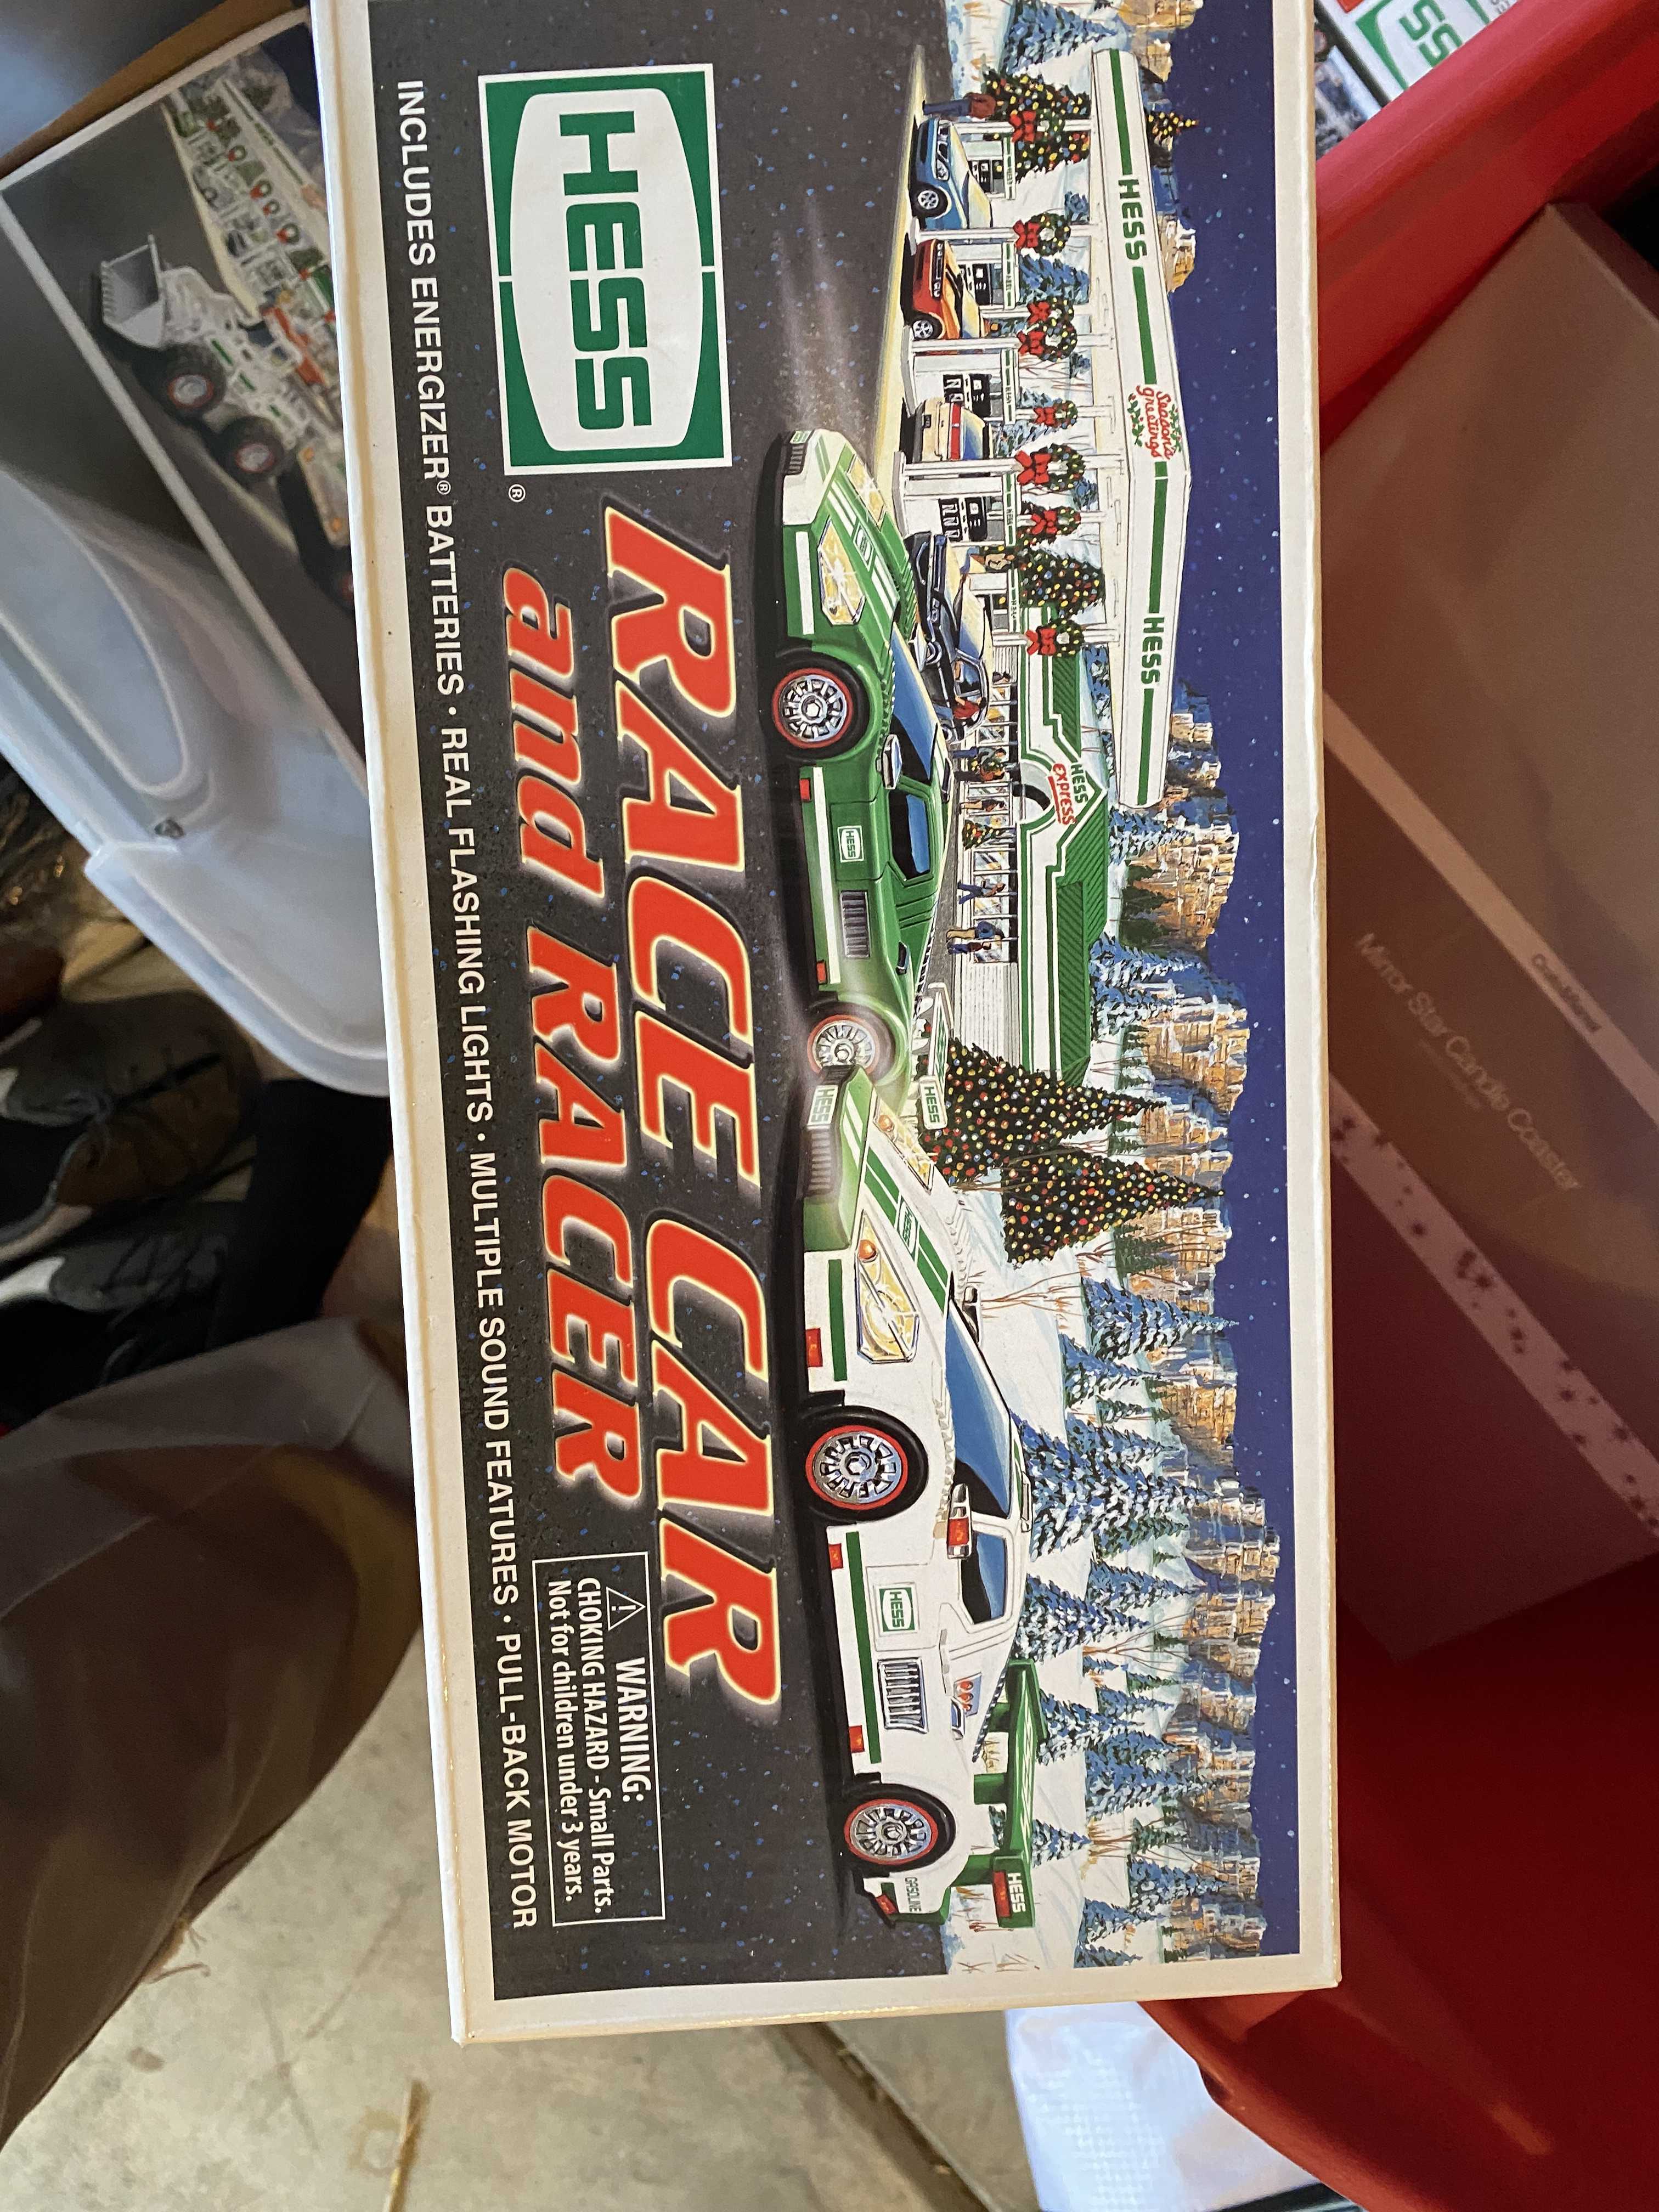 HESS
Season's
greetings
HESS
HESS
HESS
EXPRESS
HESS
HESS
HESS
HESS
HESS
HESS
GASOLINE
HESS®
RACE CAR
and RACER
WARNING:
CHOKING HAZARD - Small Parts.
Not for children under 3 years.
INCLUDES ENERGIZER® BATTERIES • REAL FLASHING LIGHTS • MULTIPLE SOUND FEATURES • PULL-BACK MOTOR
Mirror Star Candle Coaster